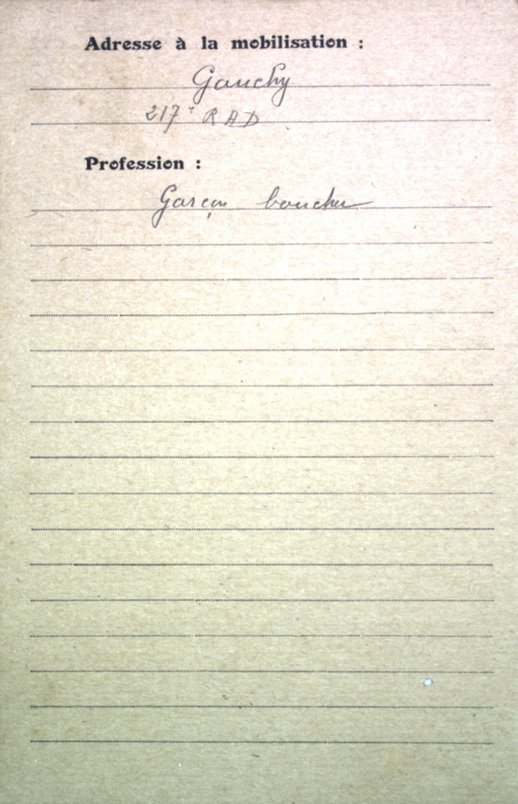 Adresse à la mobilisation :
Gauchy
217e RAD
Profession :
Garçon boucher